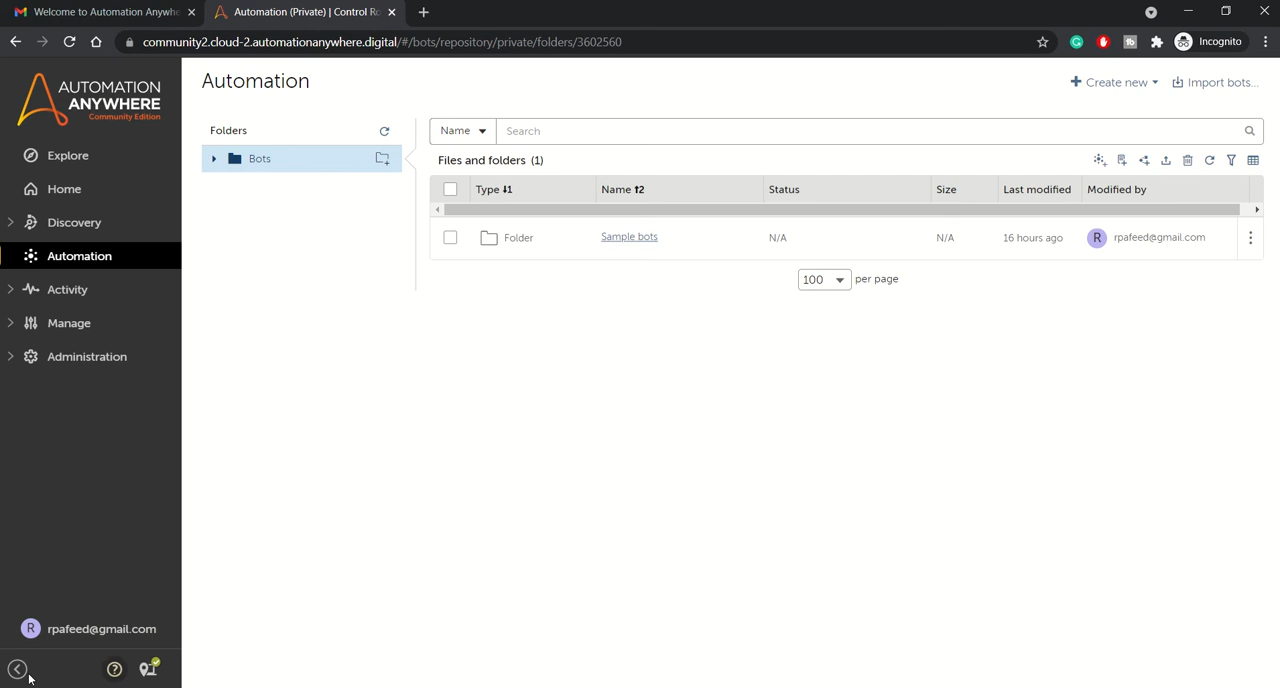 Welcome to Automation Anywhe
Automation (Private) | Control Ro
community2.cloud-2.automationanywhere.digital/#/bots/repository/private/folders/3602560
Incognito
AUTOMATION
ANYWHERE
Community Edition
Explore
Home
Discovery
Automation
Activity
Manage
Administration
R rpafeed@gmail.com
Automation
Create new
Import bots...
Folders
Bots
Name
Search
Files and folders (1)
Type Name Status Size Last modified Modified by
Folder Sample bots N/A N/A 16 hours ago R rpafeed@gmail.com
100 per page